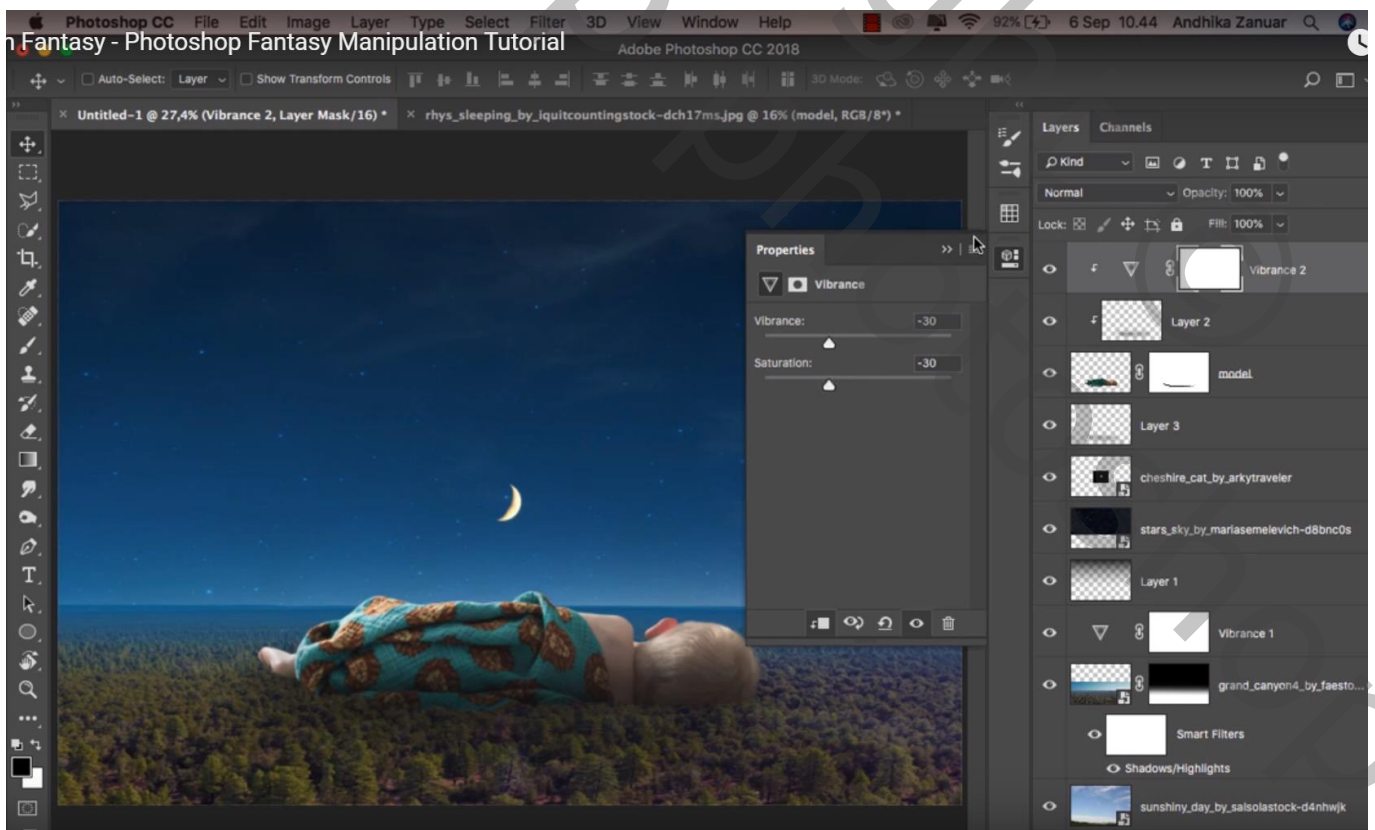 Photoshop CC File Edit Image Layer Type Select Filter 3D View Window Help 92% 6 Sep 10.44 Andhika Zanuar
n Fantasy - Photoshop Fantasy Manipulation Tutorial
Adobe Photoshop CC 2018
Auto-Select: Layer Show Transform Controls 3D Mode:
× Untitled-1 @ 27,4% (Vibrance 2, Layer Mask/16) * × rhys_sleeping_by_iquitcountingstock-dch17ms.jpg @ 16% (model, RGB/8*) *
Layers Channels
Kind
Normal Opacity: 100%
Lock: Fill: 100%
Properties
Vibrance
Vibrance: -30
Saturation: -30
Vibrance 2
Layer 2
model
Layer 3
cheshire_cat_by_arkytraveler
stars_sky_by_mariasemelevich-d8bnc0s
Layer 1
Vibrance 1
grand_canyon4_by_faesto...
Smart Filters
Shadows/Highlights
sunshiny_day_by_salsolastock-d4nhwjk